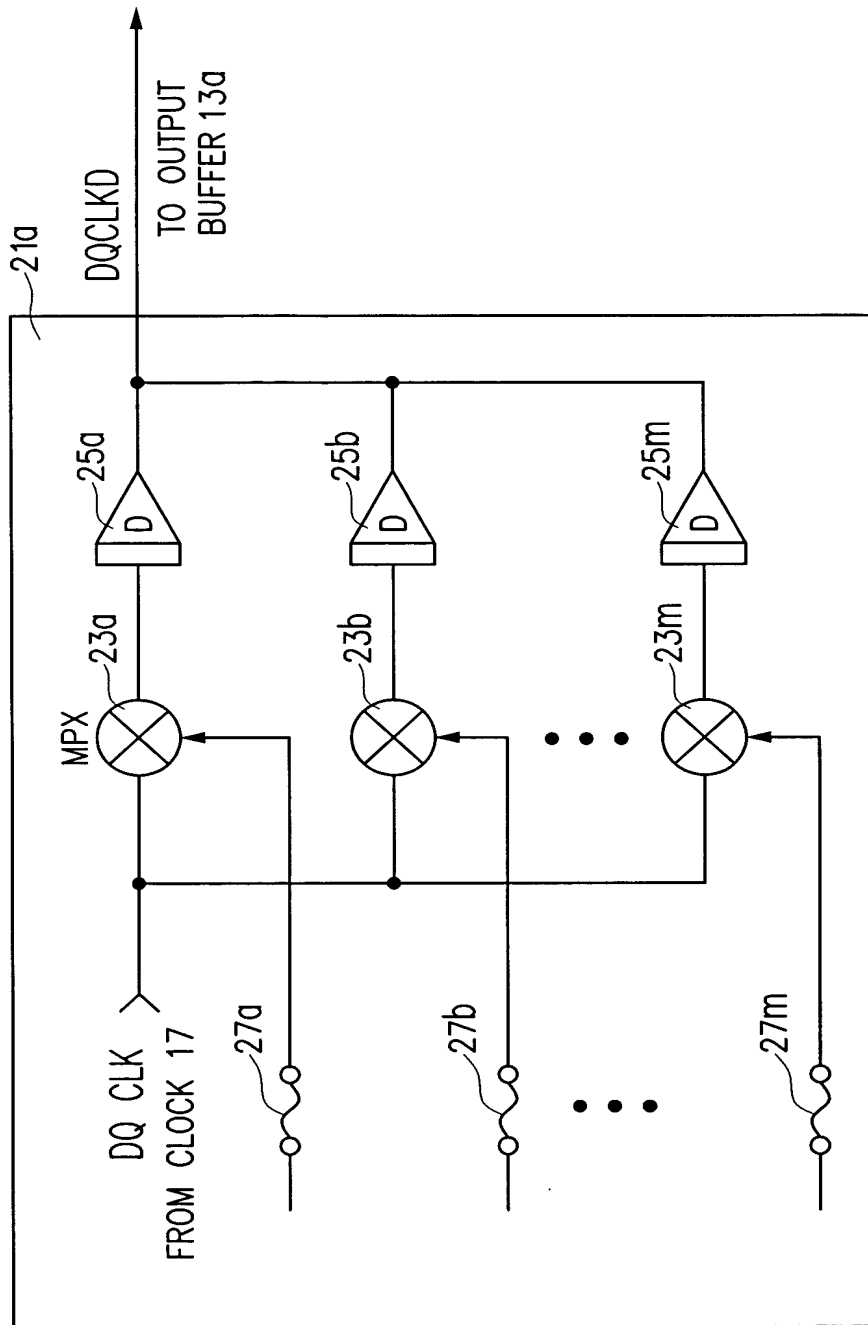 21a
DQCLKD
TO OUTPUT
BUFFER 13a
25a
D
25b
D
25m
D
MPX
23a
23b
23m
DQ CLK
FROM CLOCK 17
27a
27b
27m